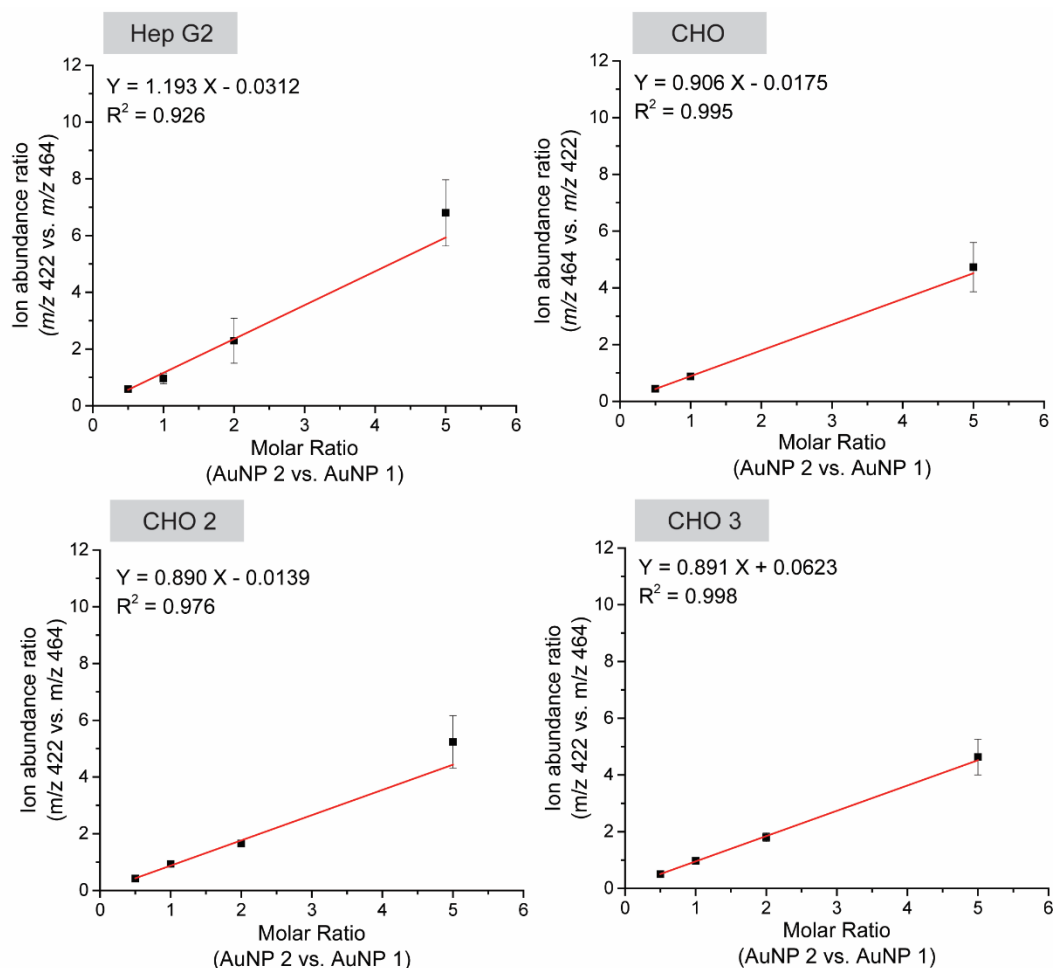 Hep G2
Y = 1.193 X - 0.0312
R² = 0.926
Ion abundance ratio
(m/z 422 vs. m/z 464)
12
10
8
6
4
2
0
0 1 2 3 4 5 6
Molar Ratio
(AuNP 2 vs. AuNP 1)
CHO
Y = 0.906 X - 0.0175
R² = 0.995
Ion abundance ratio
(m/z 464 vs. m/z 422)
12
10
8
6
4
2
0
0 1 2 3 4 5 6
Molar Ratio
(AuNP 2 vs. AuNP 1)
CHO 2
Y = 0.890 X - 0.0139
R² = 0.976
Ion abundance ratio
(m/z 422 vs. m/z 464)
12
10
8
6
4
2
0
0 1 2 3 4 5 6
Molar Ratio
(AuNP 2 vs. AuNP 1)
CHO 3
Y = 0.891 X + 0.0623
R² = 0.998
Ion abundance ratio
(m/z 422 vs. m/z 464)
12
10
8
6
4
2
0
0 1 2 3 4 5 6
Molar Ratio
(AuNP 2 vs. AuNP 1)